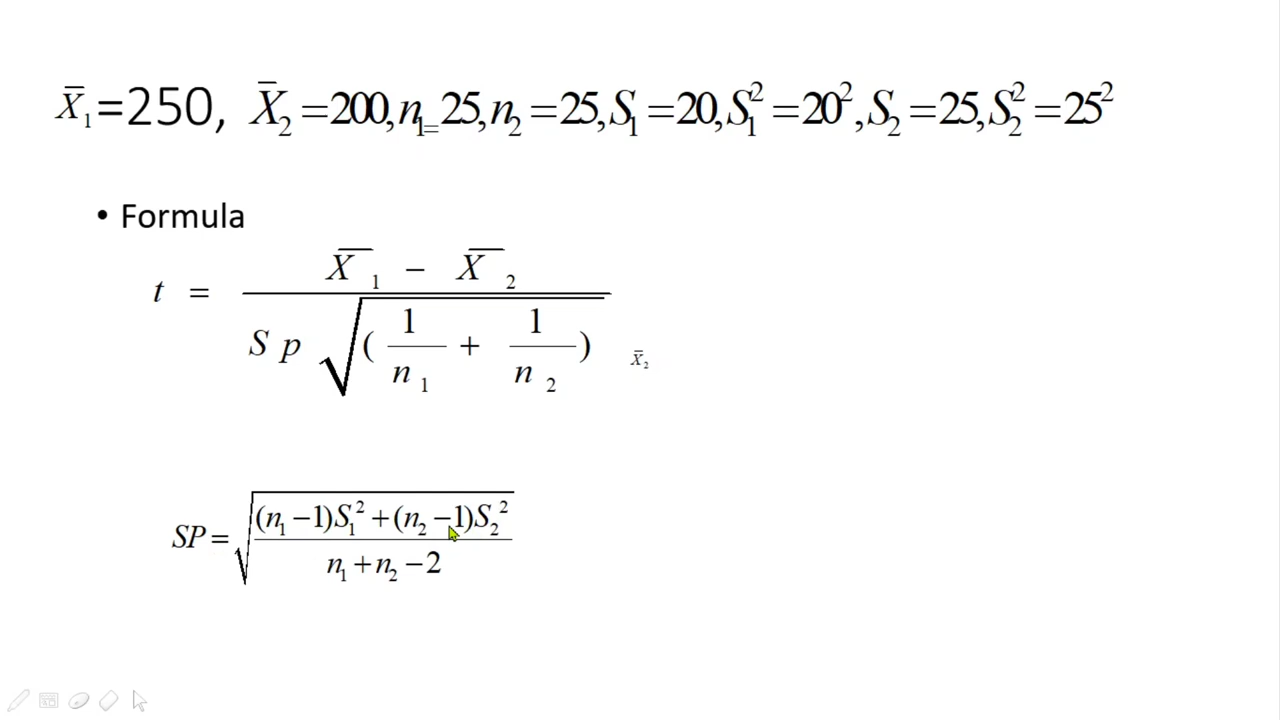 X̄₁=250, X̄₂ =200,n₁₌25,n₂ =25,S₁ =20,S₁² =20²,S₂ =25,S₂² =25²
• Formula
t = (X̄₁ − X̄₂) / (Sp √(1/n₁ + 1/n₂))
X̄₂
SP = √(((n₁ −1)S₁² +(n₂ −1)S₂²) / (n₁ +n₂ −2))